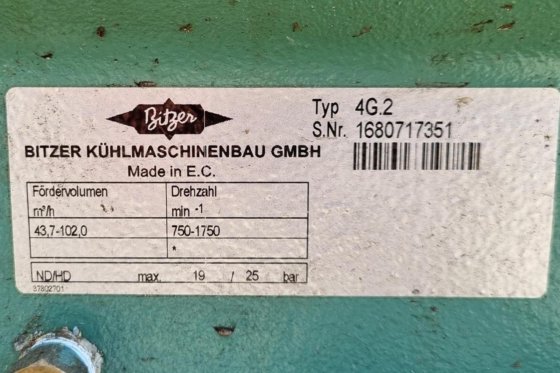 Bitzer
BITZER KÜHLMASCHINENBAU GMBH
Made in E.C.
Typ 4G.2
S.Nr. 1680717351
Fördervolumen Drehzahl
m³/h min -1
43,7-102,0 750-1750
*
ND/HD max. 19 / 25 bar
37802701